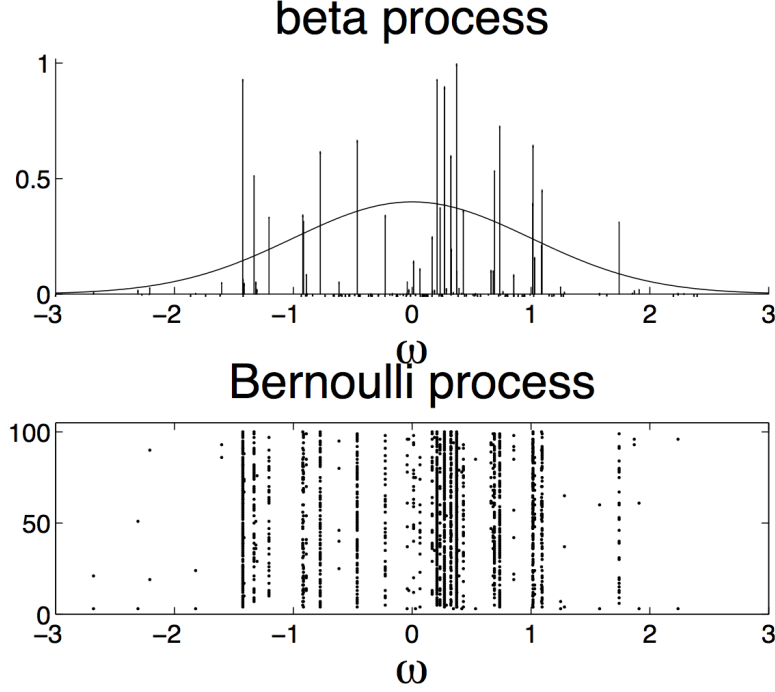 beta process
1
0.5
0
−3 −2 −1 0 1 2 3
ω
Bernoulli process
100
50
0
−3 −2 −1 0 1 2 3
ω